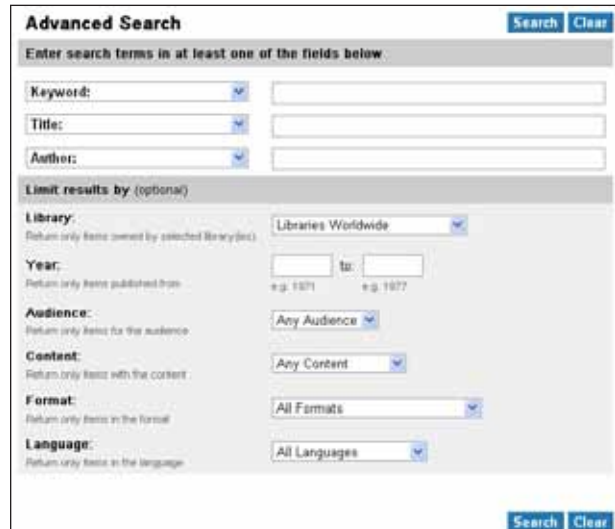 Advanced Search Search Clear
Enter search terms in at least one of the fields below
Keyword:
Title:
Author:
Limit results by (optional)
Library: Libraries Worldwide
Return only items owned by selected library(ies)
Year: to:
Return only items published from e.g. 1971 e.g. 1977
Audience: Any Audience
Return only items for the audience
Content: Any Content
Return only items with the content
Format: All Formats
Return only items in the format
Language: All Languages
Return only items in the language
Search Clear